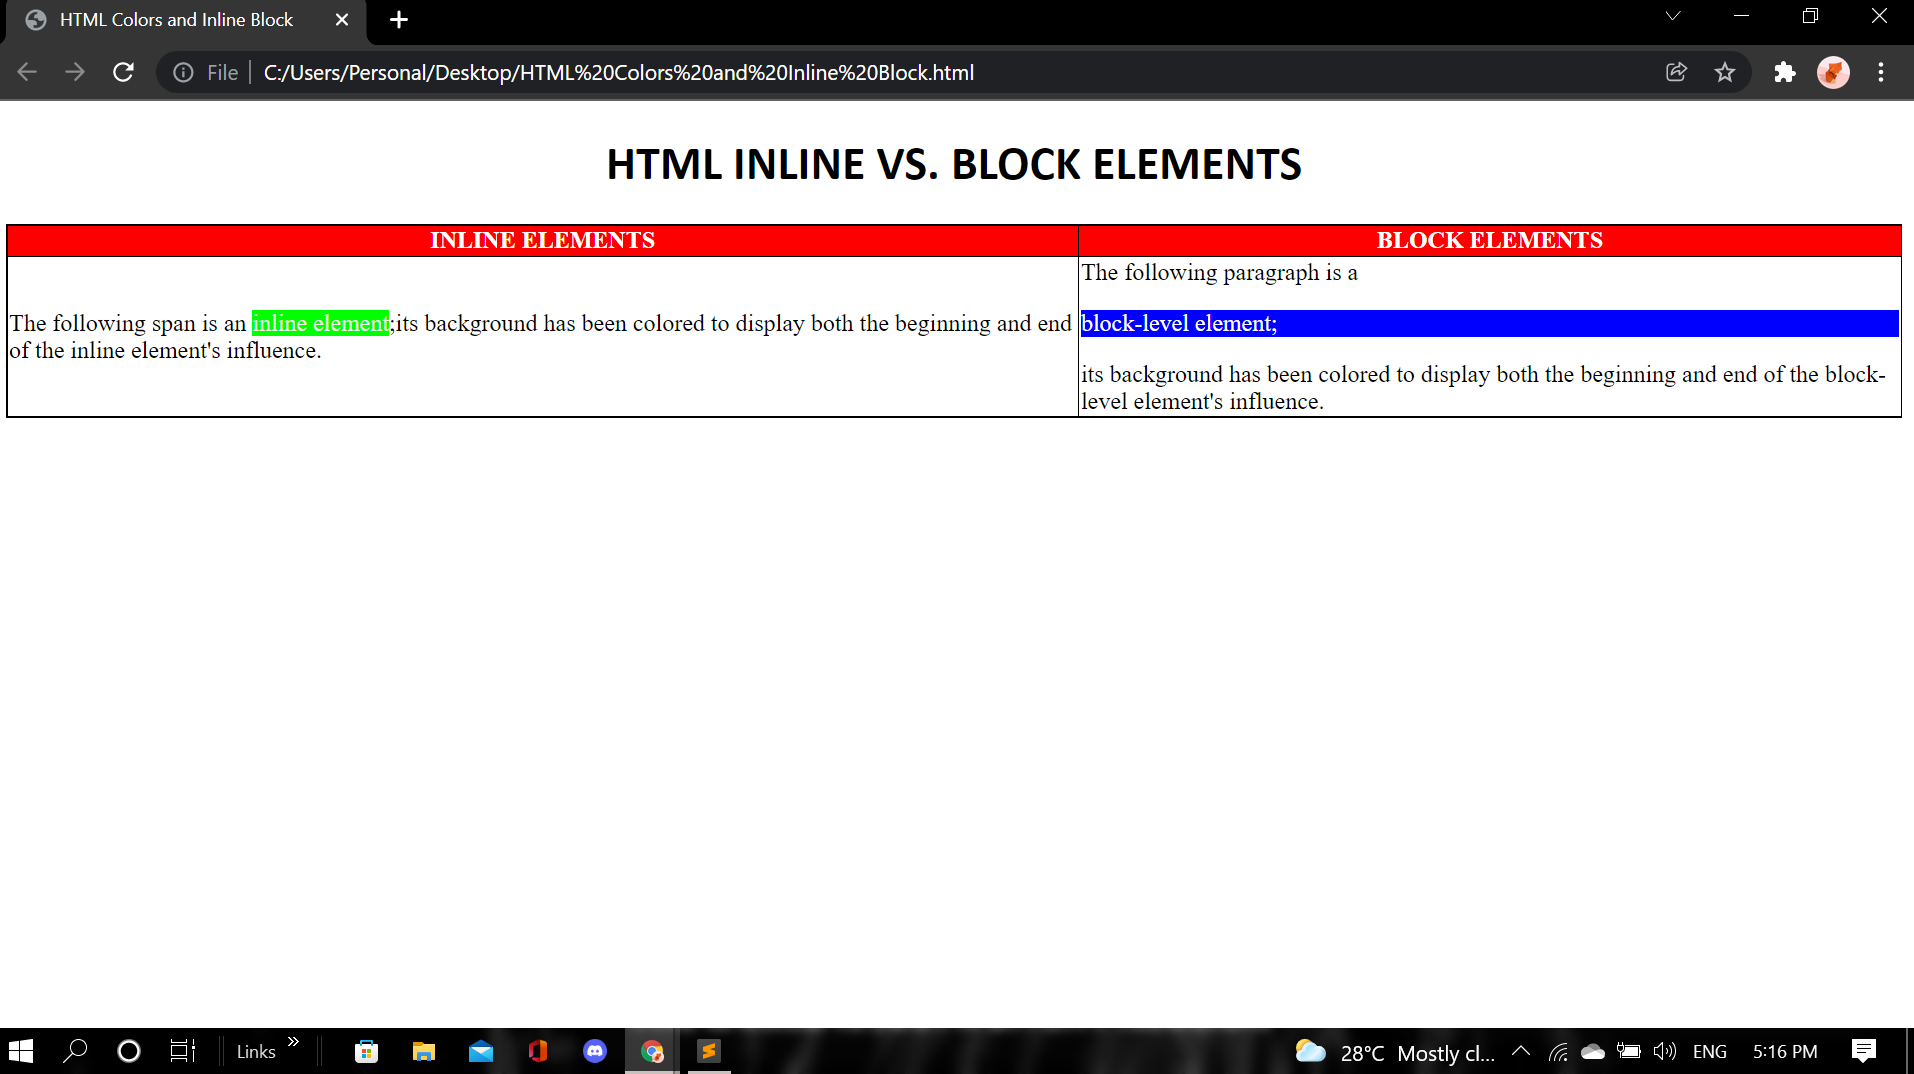 HTML Colors and Inline Block
File
C:/Users/Personal/Desktop/HTML%20Colors%20and%20Inline%20Block.html
HTML INLINE VS. BLOCK ELEMENTS
INLINE ELEMENTS
BLOCK ELEMENTS
The following span is an inline element;its background has been colored to display both the beginning and end
of the inline element's influence.
The following paragraph is a
block-level element;
its background has been colored to display both the beginning and end of the block-
level element's influence.
Links
28°C Mostly cl...
ENG
5:16 PM